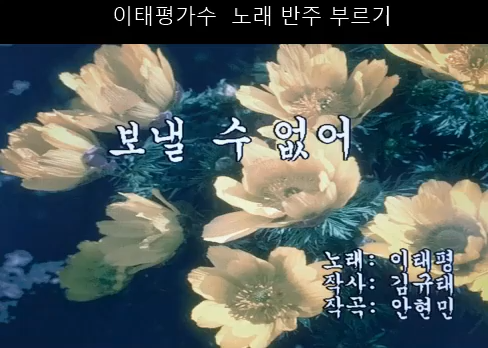 이태평가수 노래 반주 부르기
보낼 수 없어
노래: 이태평
작사: 김규태
작곡: 안현민